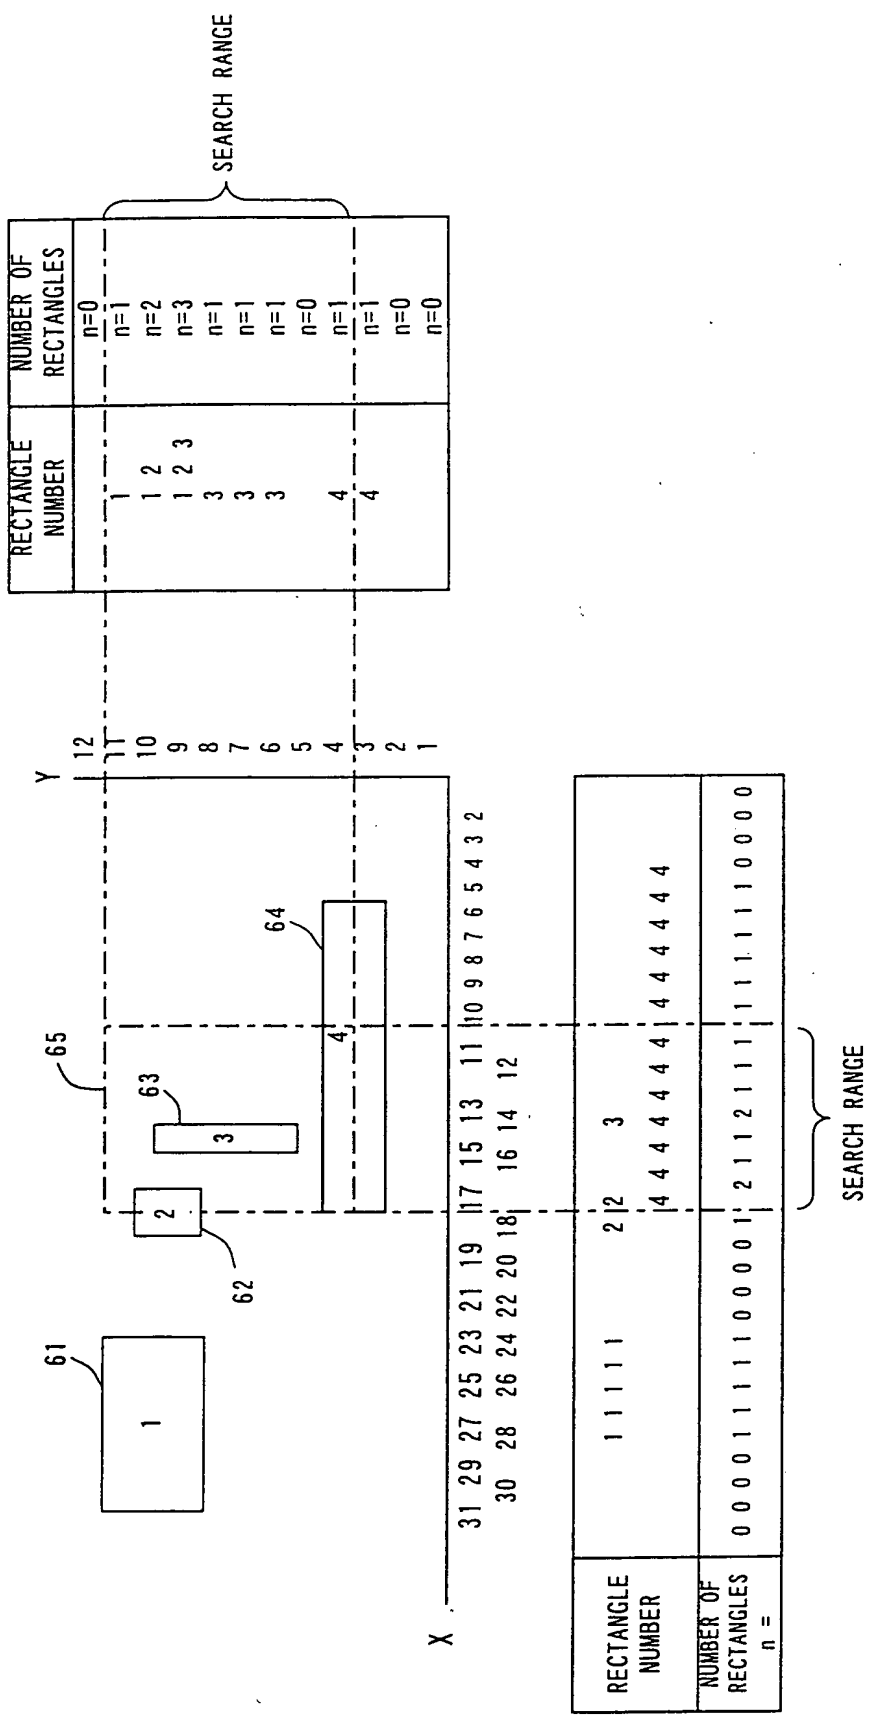 RECTANGLE NUMBER
NUMBER OF RECTANGLES
n=0
1 n=1
1 2 n=2
1 2 3 n=3
3 n=1
3 n=1
3 n=1
n=0
4 n=1
4 n=1
n=0
n=0
SEARCH RANGE
61
65
Y
12
11
10
9
8
7
6
5
4
3
2
1
1
2
62
3
63
4
64
X
31 29 27 25 23 21 19 17 15 13 11 10 9 8 7 6 5 4 3 2
30 28 26 24 22 20 18 16 14 12
RECTANGLE NUMBER
1 1 1 1 1 2 2 3
4 4 4 4 4 4 4 4 4 4 4 4 4
NUMBER OF RECTANGLES n =
0 0 0 0 1 1 1 1 1 0 0 0 0 1 2 1 1 2 1 1 1 1 1 1 1 1 1 0 0 0 0
SEARCH RANGE